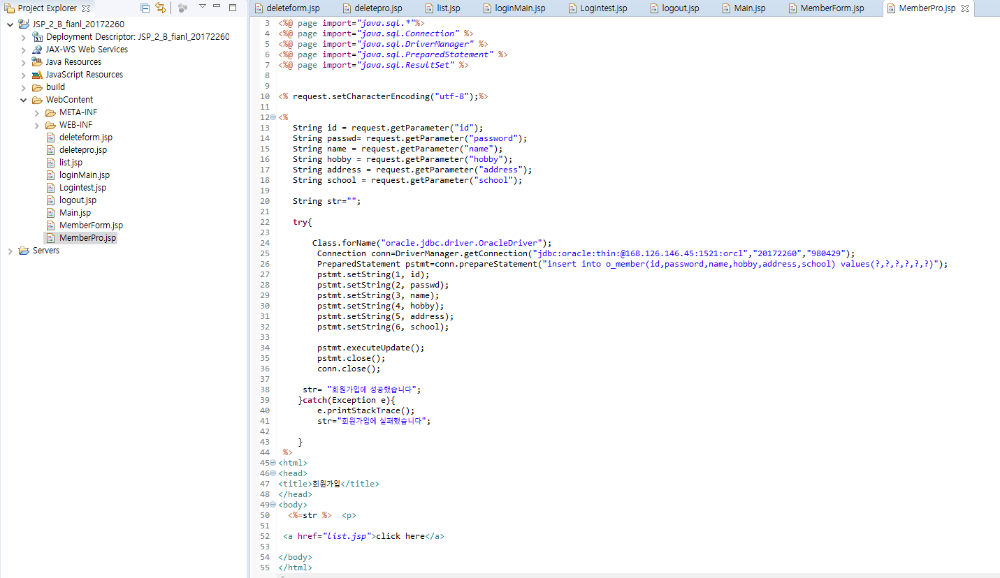 Project Explorer
JSP_2_B_fianl_20172260
Deployment Descriptor: JSP_2_B_fianl_20172260
JAX-WS Web Services
Java Resources
JavaScript Resources
build
WebContent
META-INF
WEB-INF
deleteform.jsp
deletepro.jsp
list.jsp
loginMain.jsp
Logintest.jsp
logout.jsp
Main.jsp
MemberForm.jsp
MemberPro.jsp
Servers
deleteform.jsp deletepro.jsp list.jsp loginMain.jsp Logintest.jsp logout.jsp Main.jsp MemberForm.jsp MemberPro.jsp
3 <%@ page import="java.sql.*"%>
4 <%@ page import="java.sql.Connection" %>
5 <%@ page import="java.sql.DriverManager" %>
6 <%@ page import="java.sql.PreparedStatement" %>
7 <%@ page import="java.sql.ResultSet" %>
8
9
10 <% request.setCharacterEncoding("utf-8");%>
11
12 <%
13 String id = request.getParameter("id");
14 String passwd= request.getParameter("password");
15 String name = request.getParameter("name");
16 String hobby = request.getParameter("hobby");
17 String address = request.getParameter("address");
18 String school = request.getParameter("school");
19
20 String str="";
21
22 try{
23
24 Class.forName("oracle.jdbc.driver.OracleDriver");
25 Connection conn=DriverManager.getConnection("jdbc:oracle:thin:@168.126.146.45:1521:orcl","20172260","980429");
26 PreparedStatement pstmt=conn.prepareStatement("insert into o_member(id,password,name,hobby,address,school) values(?,?,?,?,?,?)");
27 pstmt.setString(1, id);
28 pstmt.setString(2, passwd);
29 pstmt.setString(3, name);
30 pstmt.setString(4, hobby);
31 pstmt.setString(5, address);
32 pstmt.setString(6, school);
33
34 pstmt.executeUpdate();
35 pstmt.close();
36 conn.close();
37
38 str= "회원가입에 성공했습니다";
39 }catch(Exception e){
40 e.printStackTrace();
41 str="회원가입에 실패했습니다";
42
43 }
44 %>
45 <html>
46 <head>
47 <title>회원가입</title>
48 </head>
49 <body>
50 <%=str %> <p>
51
52 <a href="list.jsp">click here</a>
53
54 </body>
55 </html>